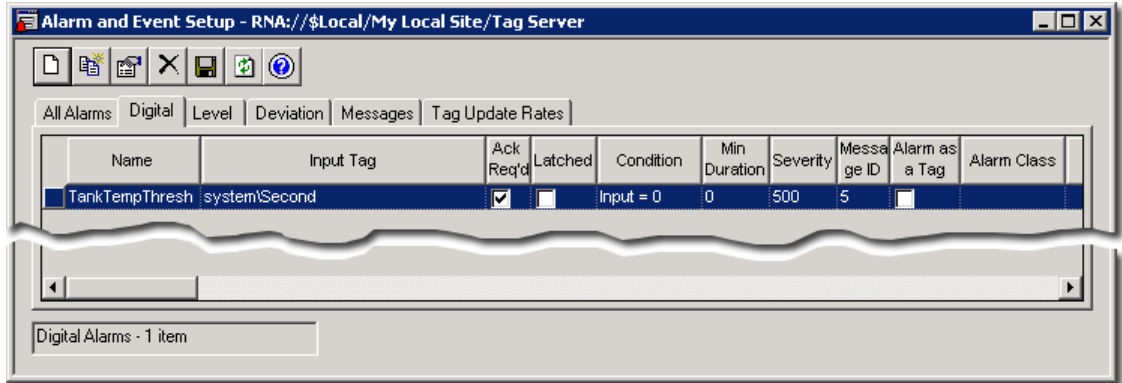 Alarm and Event Setup - RNA://$Local/My Local Site/Tag Server
All Alarms Digital Level Deviation Messages Tag Update Rates
Name Input Tag Ack Req'd Latched Condition Min Duration Severity Messa ge ID Alarm as a Tag Alarm Class
TankTempThresh system\Second Input = 0 0 500 5
Digital Alarms - 1 item